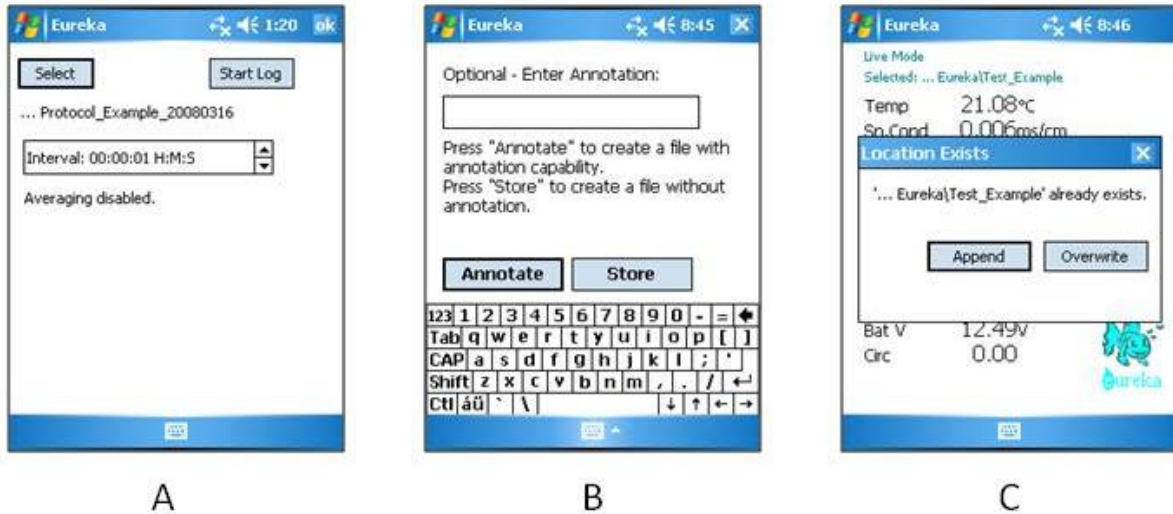 Eureka 1:20 ok
Select Start Log
... Protocol_Example_20080316
Interval: 00:00:01 H:M:S
Averaging disabled.
A
Eureka 8:45 X
Optional - Enter Annotation:
Press "Annotate" to create a file with
annotation capability.
Press "Store" to create a file without
annotation.
Annotate Store
123 1 2 3 4 5 6 7 8 9 0 - =
Tab q w e r t y u i o p [ ]
CAP a s d f g h j k l ; '
Shift z x c v b n m , . /
Ctl áü ` \
B
Eureka 8:46
Live Mode
Selected: ... Eureka\Test_Example
Temp 21.08°C
Sp.Cond 0.006ms/cm
Location Exists X
'... Eureka\Test_Example' already exists.
Append Overwrite
Bat V 12.49V
Circ 0.00
eureka
C